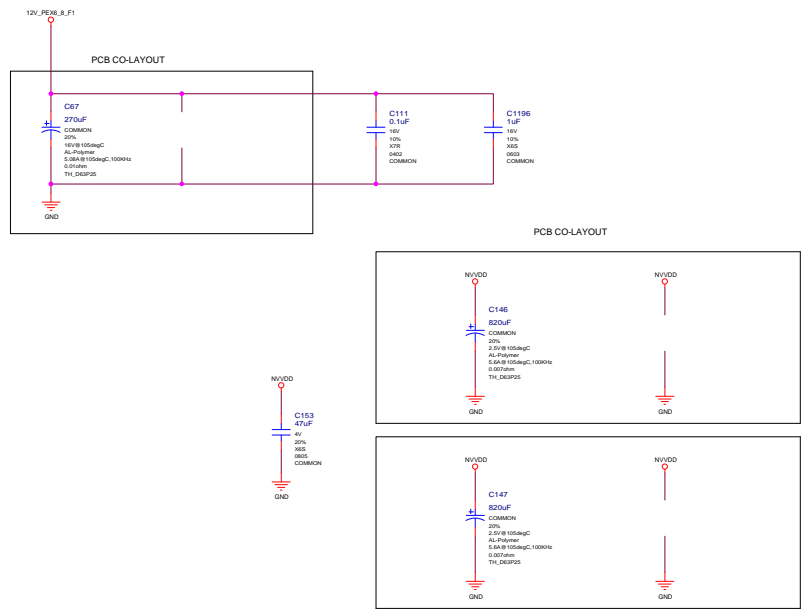 12V_PEX6_8_F1
PCB CO-LAYOUT
C67
270uF
COMMON
20%
16V@105degC
AL-Polymer
5.08A@105degC,100KHz
0.01ohm
TH_D63P25
GND
C111
0.1uF
16V
10%
X7R
0402
COMMON
C1196
1uF
16V
10%
X6S
0603
COMMON
PCB CO-LAYOUT
NVVDD
C146
820uF
COMMON
20%
2.5V@105degC
AL-Polymer
5.6A@105degC,100KHz
0.007ohm
TH_D63P25
GND
NVVDD
GND
NVVDD
C153
47uF
4V
20%
X6S
0805
COMMON
GND
NVVDD
C147
820uF
COMMON
20%
2.5V@105degC
AL-Polymer
5.6A@105degC,100KHz
0.007ohm
TH_D63P25
GND
NVVDD
GND